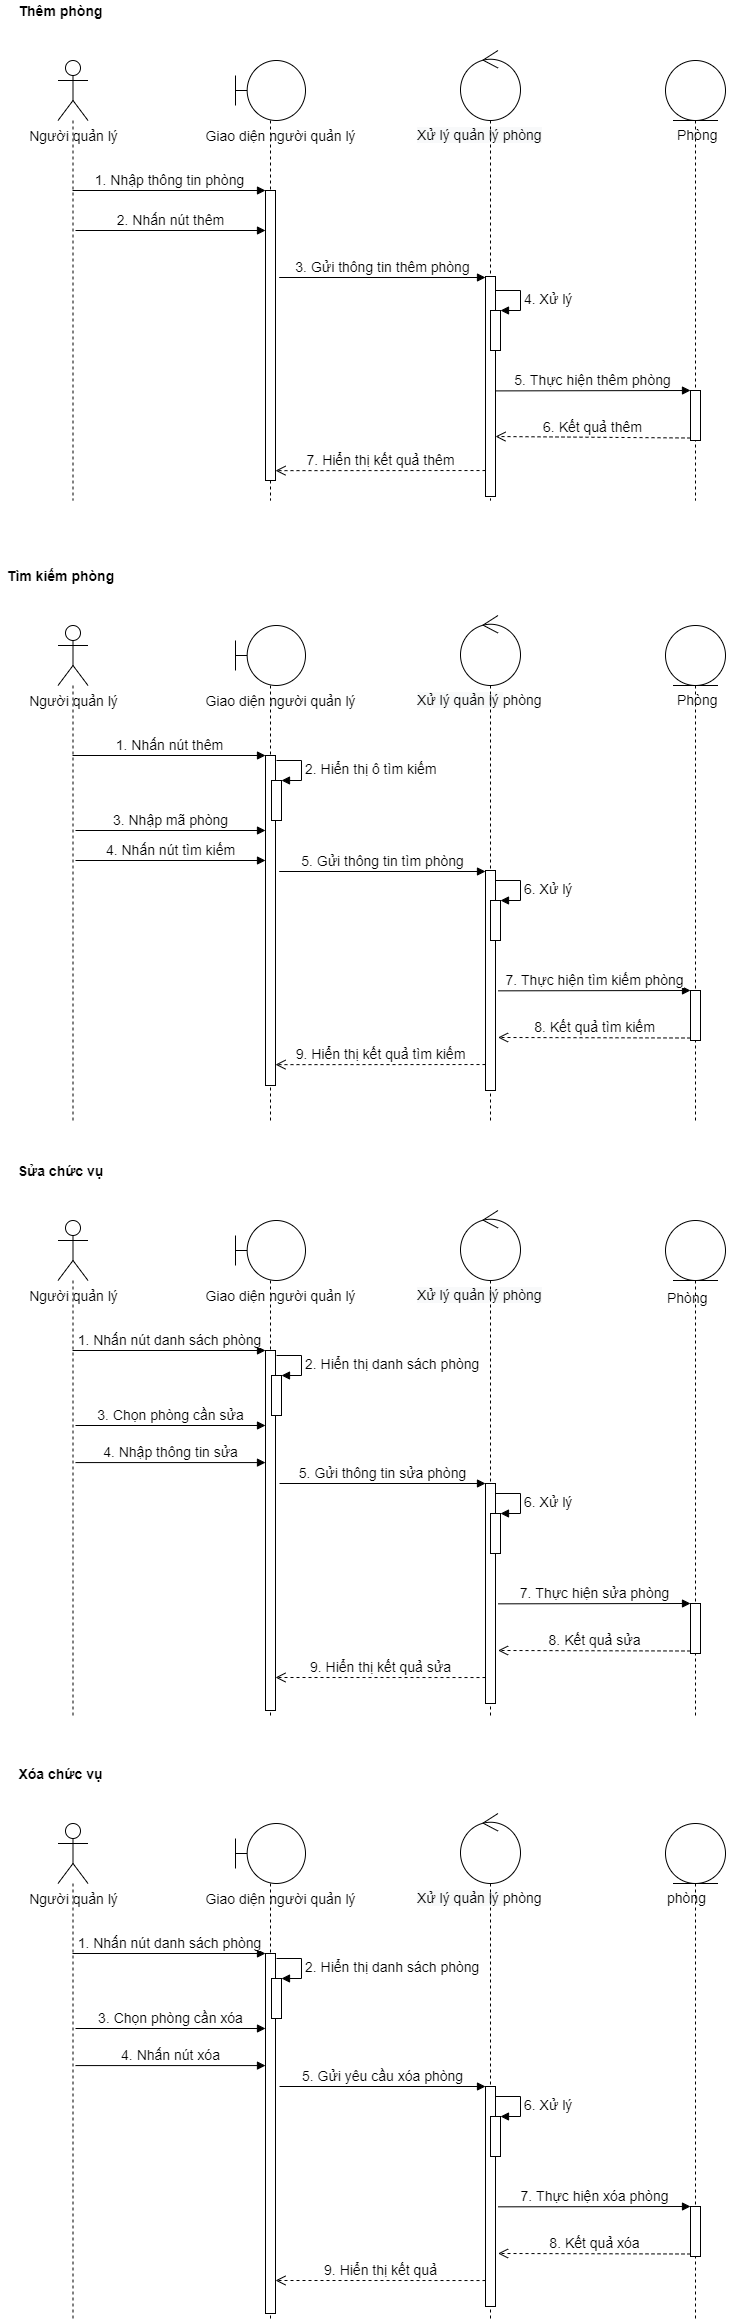 Thêm phòng
Người quản lý
Giao diện người quản lý
Xử lý quản lý phòng
Phòng
1. Nhập thông tin phòng
2. Nhấn nút thêm
3. Gửi thông tin thêm phòng
4. Xử lý
5. Thực hiện thêm phòng
6. Kết quả thêm
7. Hiển thị kết quả thêm
Tìm kiếm phòng
Người quản lý
Giao diện người quản lý
Xử lý quản lý phòng
Phòng
1. Nhấn nút thêm
2. Hiển thị ô tìm kiếm
3. Nhập mã phòng
4. Nhấn nút tìm kiếm
5. Gửi thông tin tìm phòng
6. Xử lý
7. Thực hiện tìm kiếm phòng
8. Kết quả tìm kiếm
9. Hiển thị kết quả tìm kiếm
Sửa chức vụ
Người quản lý
Giao diện người quản lý
Xử lý quản lý phòng
Phòng
1. Nhấn nút danh sách phòng
2. Hiển thị danh sách phòng
3. Chọn phòng cần sửa
4. Nhập thông tin sửa
5. Gửi thông tin sửa phòng
6. Xử lý
7. Thực hiện sửa phòng
8. Kết quả sửa
9. Hiển thị kết quả sửa
Xóa chức vụ
Người quản lý
Giao diện người quản lý
Xử lý quản lý phòng
phòng
1. Nhấn nút danh sách phòng
2. Hiển thị danh sách phòng
3. Chọn phòng cần xóa
4. Nhấn nút xóa
5. Gửi yêu cầu xóa phòng
6. Xử lý
7. Thực hiện xóa phòng
8. Kết quả xóa
9. Hiển thị kết quả